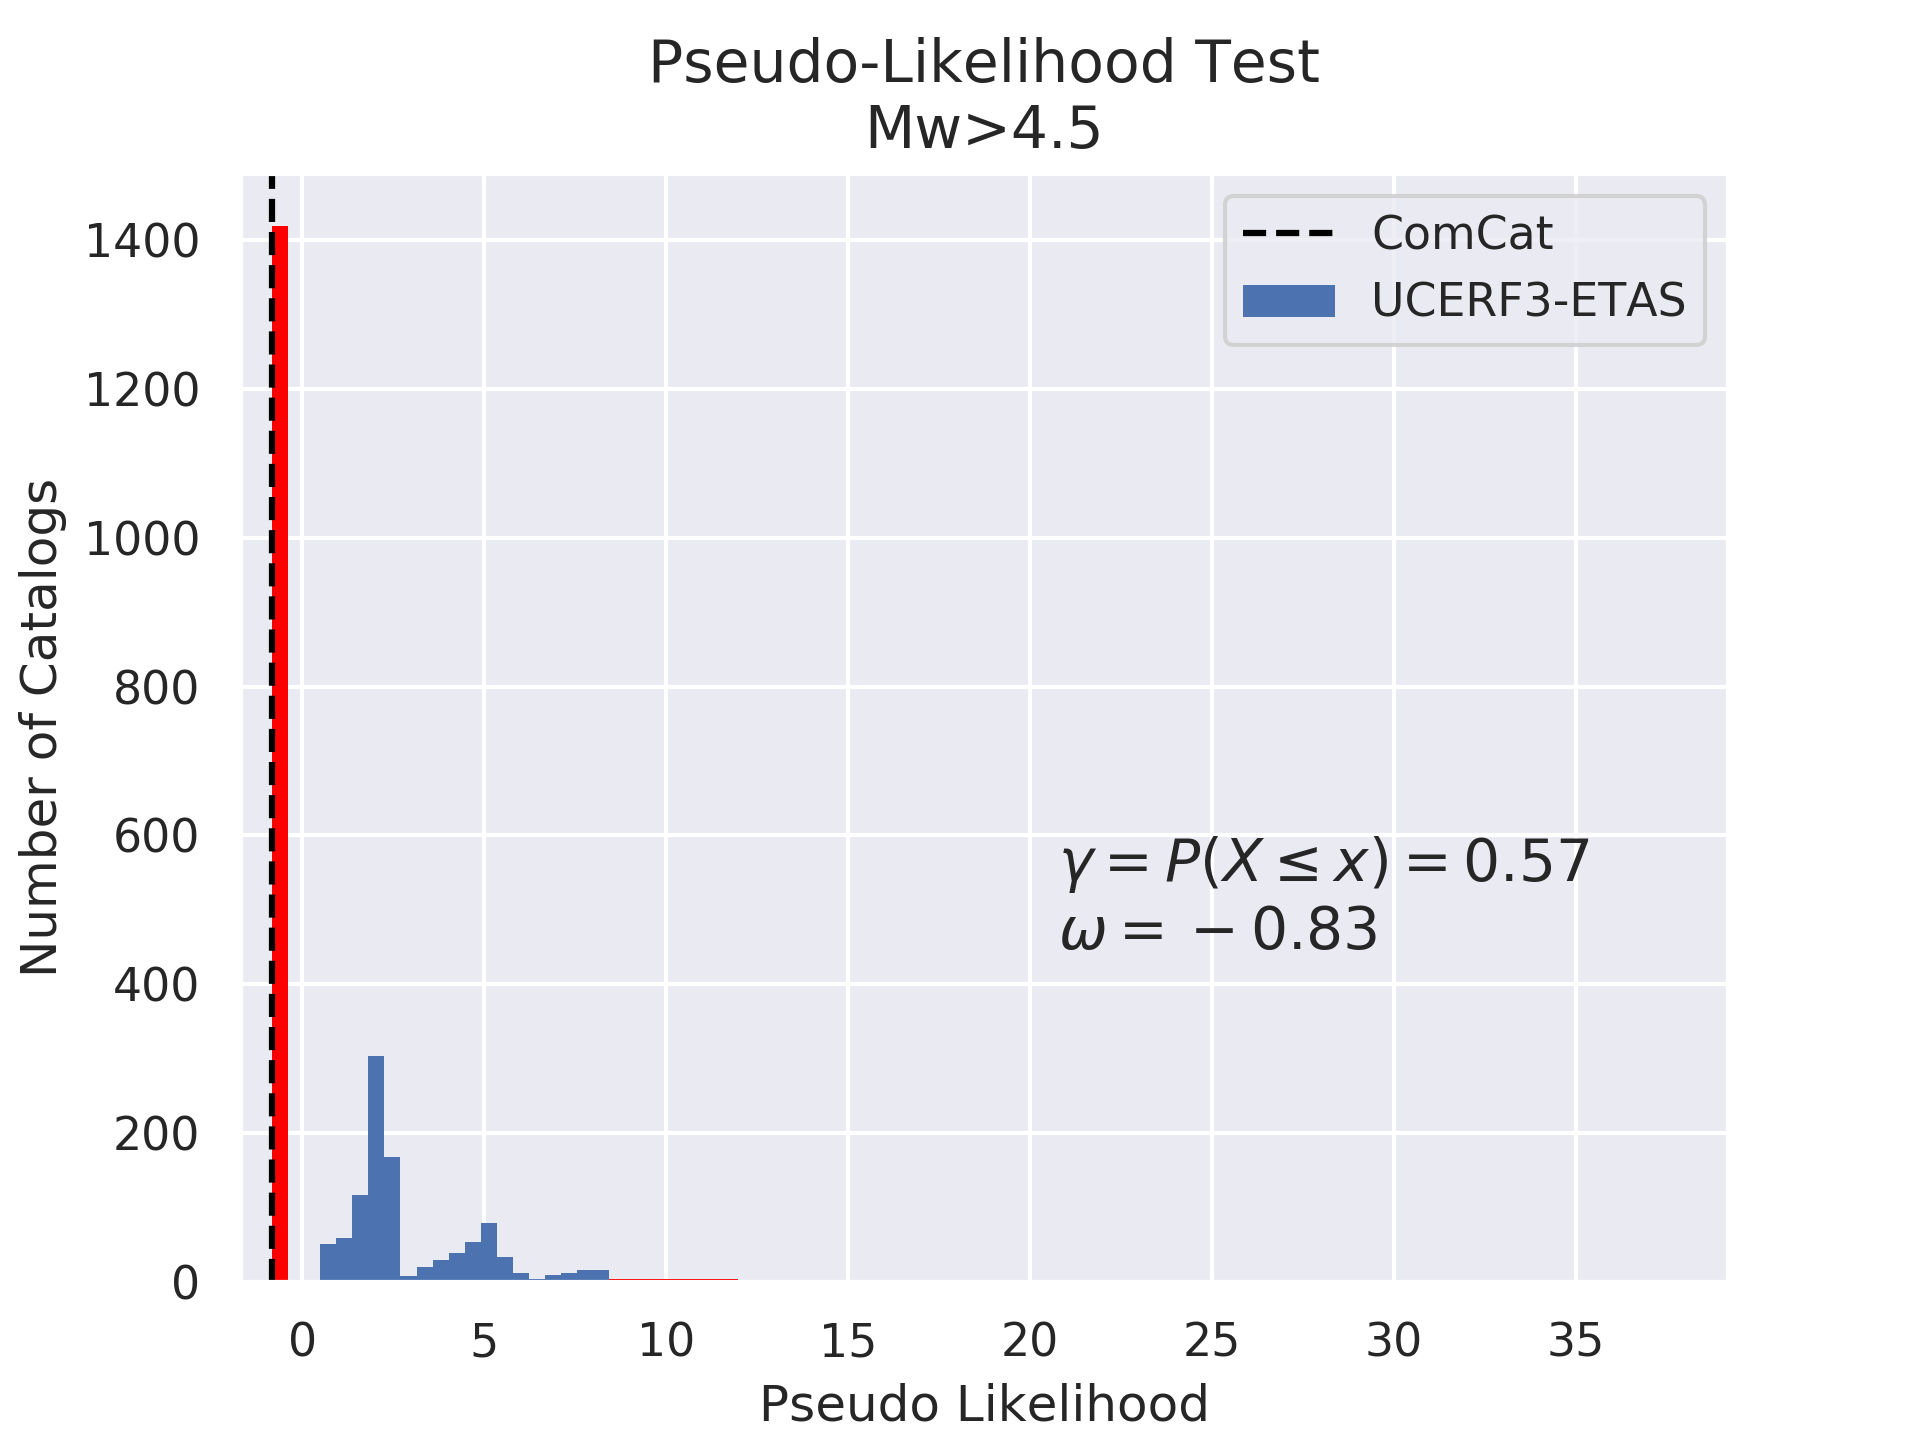 Pseudo-Likelihood Test
Mw>4.5
1400
1200
1000
800
600
400
200
0
Number of Catalogs
ComCat
UCERF3-ETAS
γ = P(X ≤ x) = 0.57
ω = − 0.83
0 5 10 15 20 25 30 35
Pseudo Likelihood